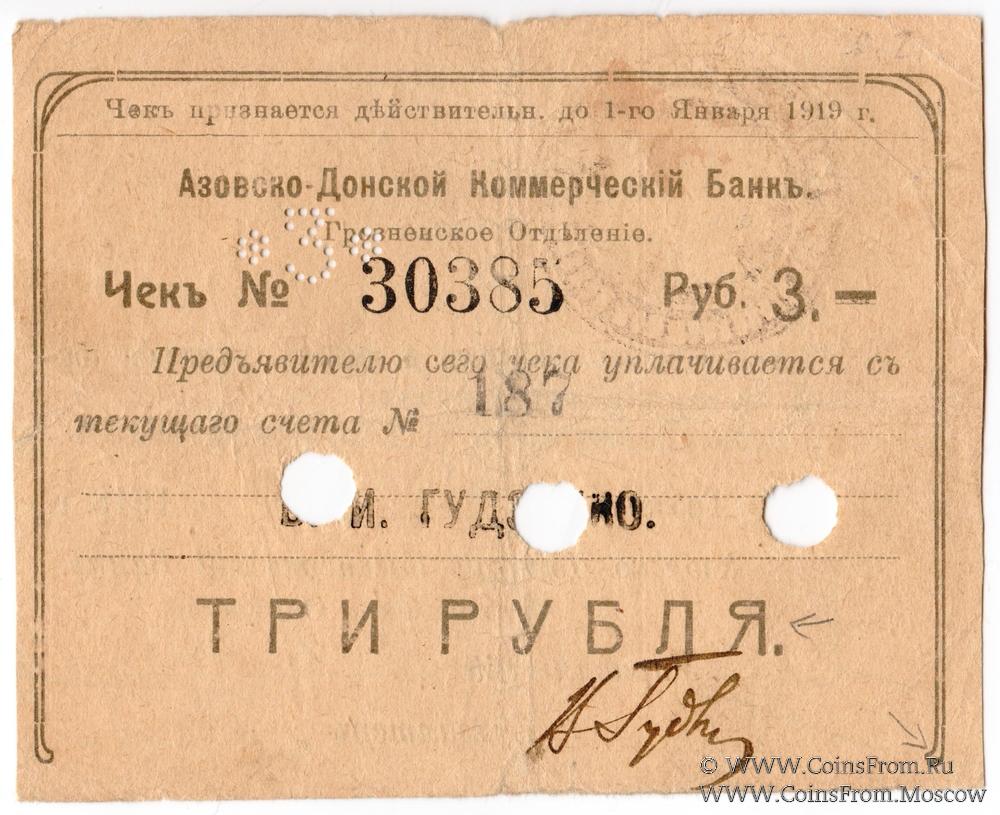 Чекъ признается дѣйствительн. до 1-го Января 1919 г.
Азовско-Донской Коммерческій Банкъ.
Грозненское Отдѣленіе.
*3*
Чекъ № 30385 Руб. 3. —
Предъявителю сего чека уплачивается съ
текущаго счета № 187
И.
ТРИ РУБЛЯ.
© WWW.CoinsFrom.Ru
WWW.CoinsFrom.Moscow